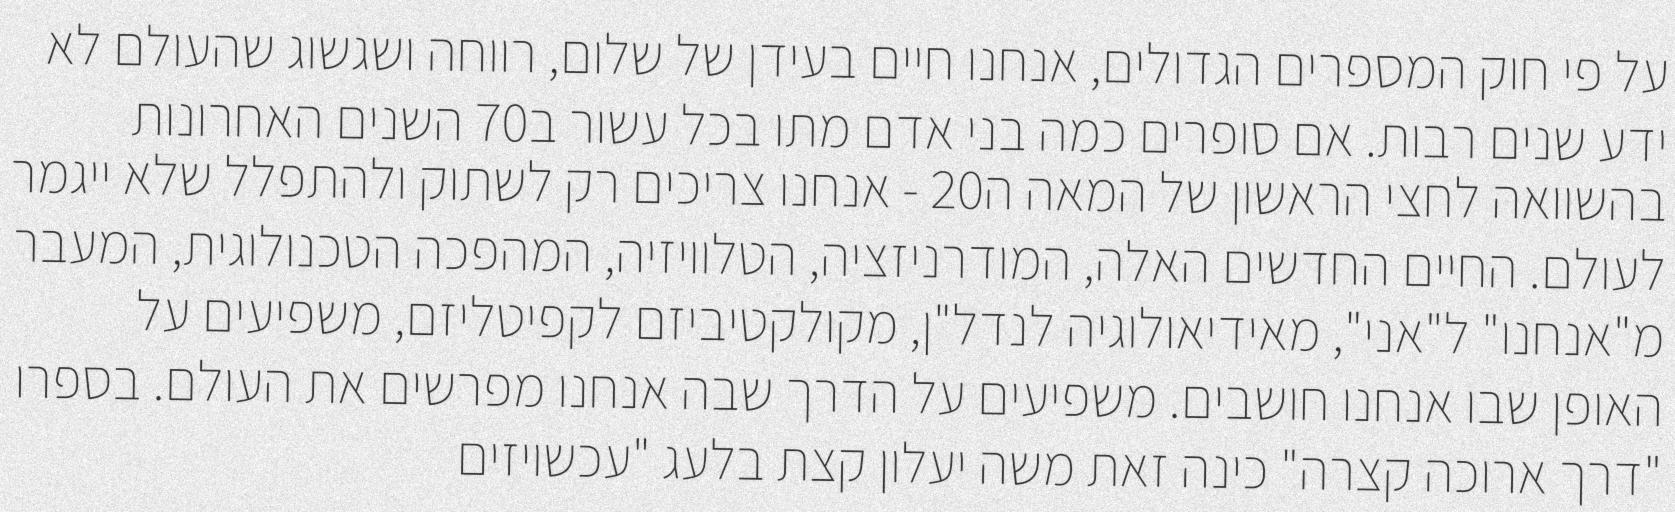 על פי חוק המספרים הגדולים, אנחנו חיים בעידן של שלום, רווחה ושגשוג שהעולם לא
ידע שנים רבות. אם סופרים כמה בני אדם מתו בכל עשור ב70 השנים האחרונות
בהשוואה לחצי הראשון של המאה ה20 - אנחנו צריכים רק לשתוק ולהתפלל שלא ייגמר
לעולם. החיים החדשים האלה, המודרניזציה, הטלוויזיה, המהפכה הטכנולוגית, המעבר
מ"אנחנו" ל"אני", מאידיאולוגיה לנדל"ן, מקולקטיביזם לקפיטליזם, משפיעים על
האופן שבו אנחנו חושבים. משפיעים על הדרך שבה אנחנו מפרשים את העולם. בספרו
"דרך ארוכה קצרה" כינה זאת משה יעלון קצת בלעג "עכשוויזים